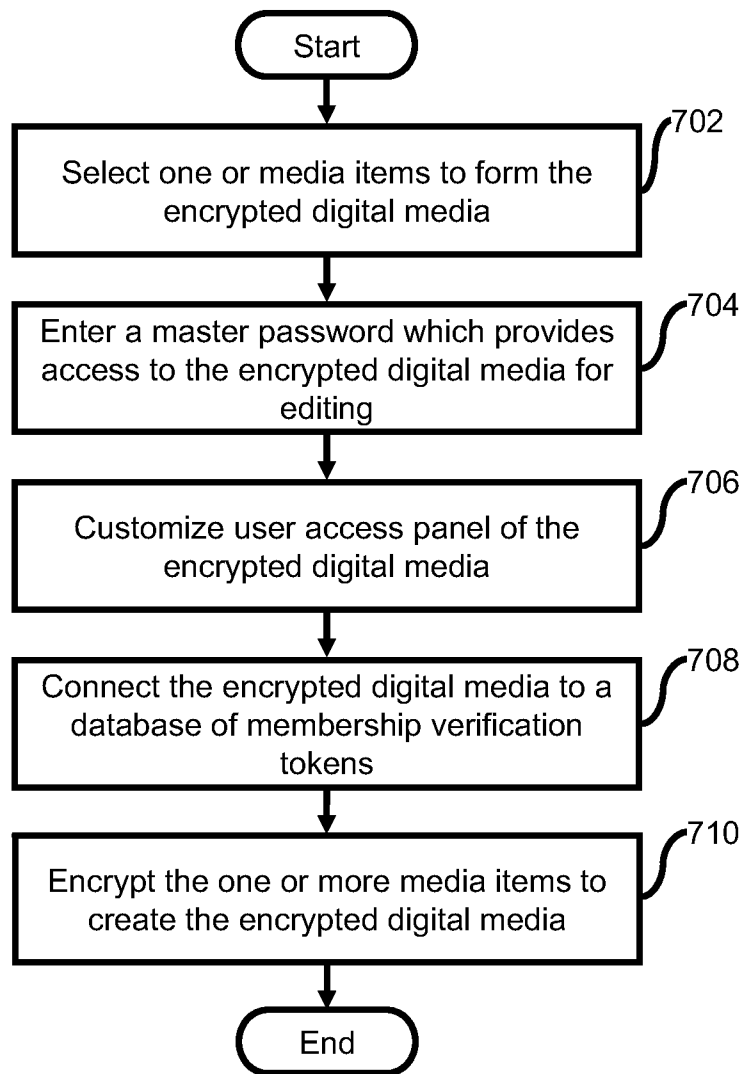 Start
702
Select one or media items to form the
encrypted digital media
704
Enter a master password which provides
access to the encrypted digital media for
editing
706
Customize user access panel of the
encrypted digital media
708
Connect the encrypted digital media to a
database of membership verification
tokens
710
Encrypt the one or more media items to
create the encrypted digital media
End